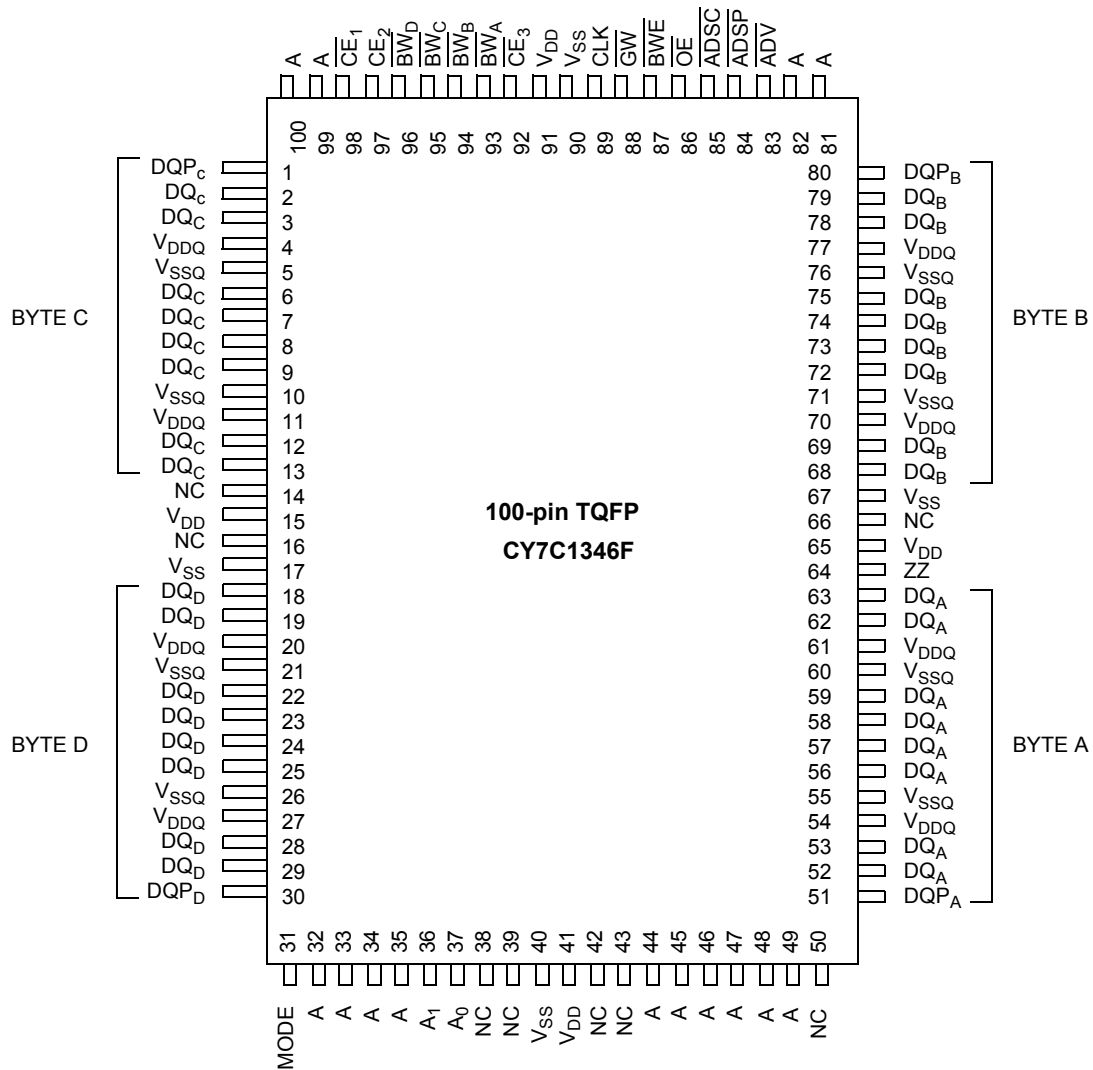 A
A
CE1
CE2
BWD
BWC
BWB
BWA
CE3
VDD
VSS
CLK
GW
BWE
OE
ADSC
ADSP
ADV
A
A
100
99
98
97
96
95
94
93
92
91
90
89
88
87
86
85
84
83
82
81
BYTE C
DQPc 1
DQc 2
DQC 3
VDDQ 4
VSSQ 5
DQC 6
DQC 7
DQC 8
DQC 9
VSSQ 10
VDDQ 11
DQC 12
DQC 13
NC 14
VDD 15
NC 16
VSS 17
BYTE D
DQD 18
DQD 19
VDDQ 20
VSSQ 21
DQD 22
DQD 23
DQD 24
DQD 25
VSSQ 26
VDDQ 27
DQD 28
DQD 29
DQPD 30
100-pin TQFP
CY7C1346F
80 DQPB
79 DQB
78 DQB
77 VDDQ
76 VSSQ
75 DQB
74 DQB
73 DQB
72 DQB
71 VSSQ
70 VDDQ
69 DQB
68 DQB
BYTE B
67 VSS
66 NC
65 VDD
64 ZZ
63 DQA
62 DQA
61 VDDQ
60 VSSQ
59 DQA
58 DQA
57 DQA
56 DQA
55 VSSQ
54 VDDQ
53 DQA
52 DQA
51 DQPA
BYTE A
31
32
33
34
35
36
37
38
39
40
41
42
43
44
45
46
47
48
49
50
MODE
A
A
A
A
A1
A0
NC
NC
VSS
VDD
NC
NC
A
A
A
A
A
A
NC